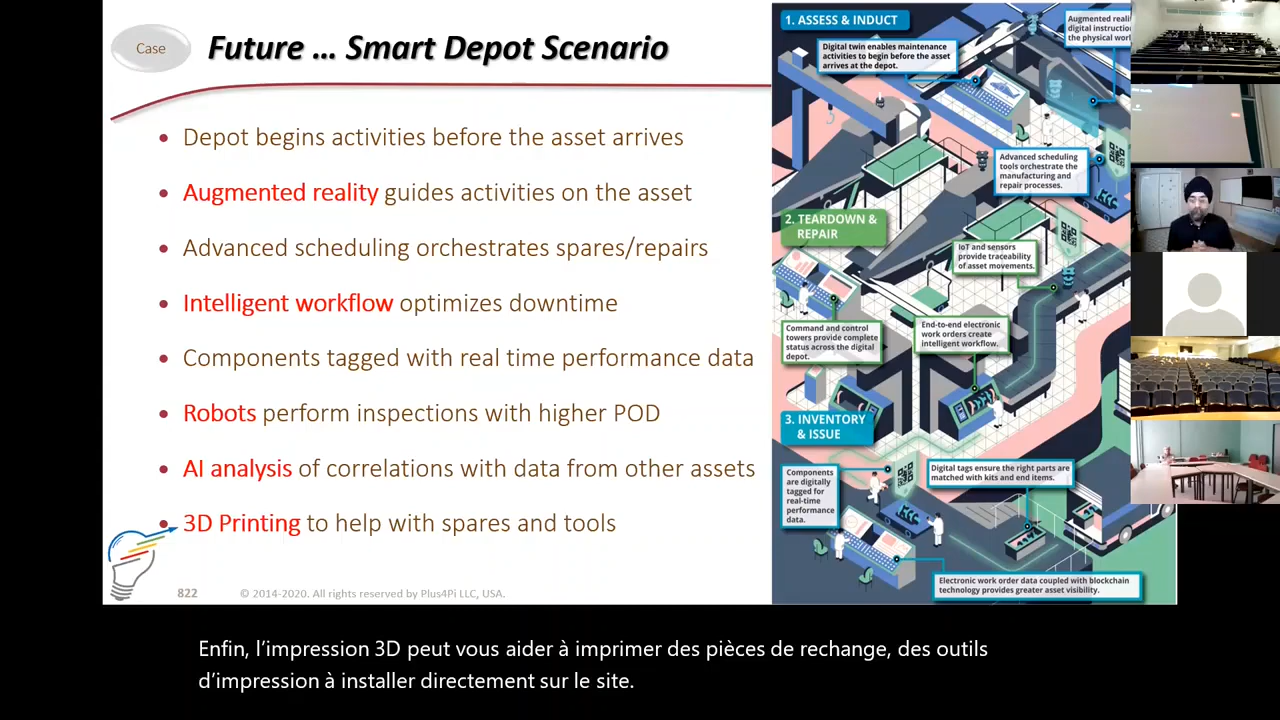 Case
Future ... Smart Depot Scenario
• Depot begins activities before the asset arrives
• Augmented reality guides activities on the asset
• Advanced scheduling orchestrates spares/repairs
• Intelligent workflow optimizes downtime
• Components tagged with real time performance data
• Robots perform inspections with higher POD
• AI analysis of correlations with data from other assets
• 3D Printing to help with spares and tools
822
© 2014-2020. All rights reserved by Plus4Pi LLC, USA.
1. ASSESS & INDUCT
Digital twin enables maintenance
activities to begin before the asset
arrives at the depot.
Augmented
digital
the physical
Advanced scheduling
tools orchestrate the
manufacturing and
repair processes.
2. TEARDOWN &
REPAIR
IoT and sensors
provide traceability
of asset movements.
Command and control
towers provide complete
status across the digital
depot.
End-to-end electronic
work orders create
intelligent workflow.
3. INVENTORY
& ISSUE
Components
are digitally
tagged for
real-time
performance
data.
Digital tags ensure the right parts are
matched with kits and end items.
Electronic work order data coupled with blockchain
technology provides greater asset visibility.
Enfin, l’impression 3D peut vous aider à imprimer des pièces de rechange, des outils
d’impression à installer directement sur le site.